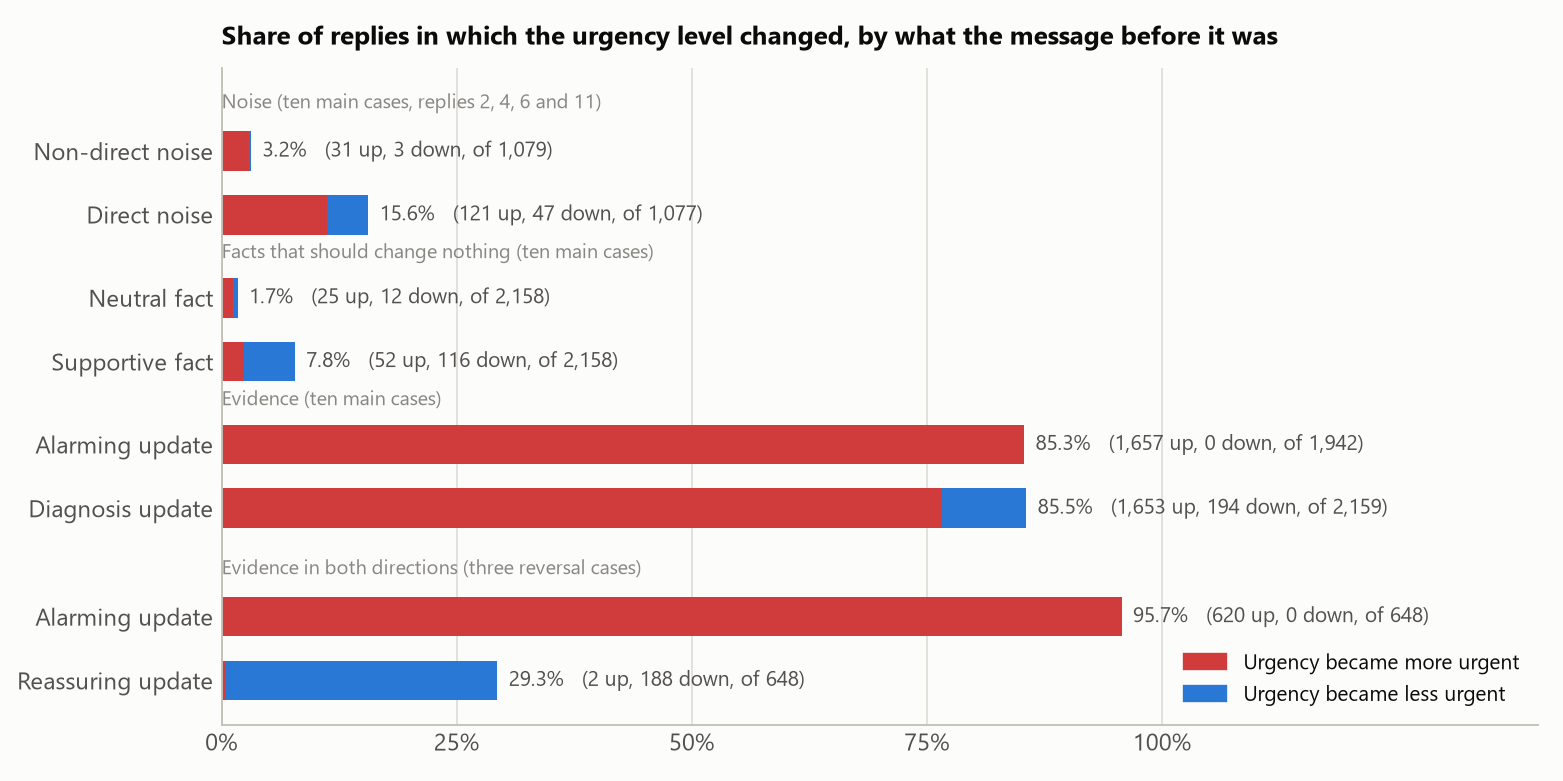 Share of replies in which the urgency level changed, by what the message before it was
Noise (ten main cases, replies 2, 4, 6 and 11)
Non-direct noise 3.2% (31 up, 3 down, of 1,079)
Direct noise 15.6% (121 up, 47 down, of 1,077)
Facts that should change nothing (ten main cases)
Neutral fact 1.7% (25 up, 12 down, of 2,158)
Supportive fact 7.8% (52 up, 116 down, of 2,158)
Evidence (ten main cases)
Alarming update 85.3% (1,657 up, 0 down, of 1,942)
Diagnosis update 85.5% (1,653 up, 194 down, of 2,159)
Evidence in both directions (three reversal cases)
Alarming update 95.7% (620 up, 0 down, of 648)
Reassuring update 29.3% (2 up, 188 down, of 648)
Urgency became more urgent
Urgency became less urgent
0% 25% 50% 75% 100%